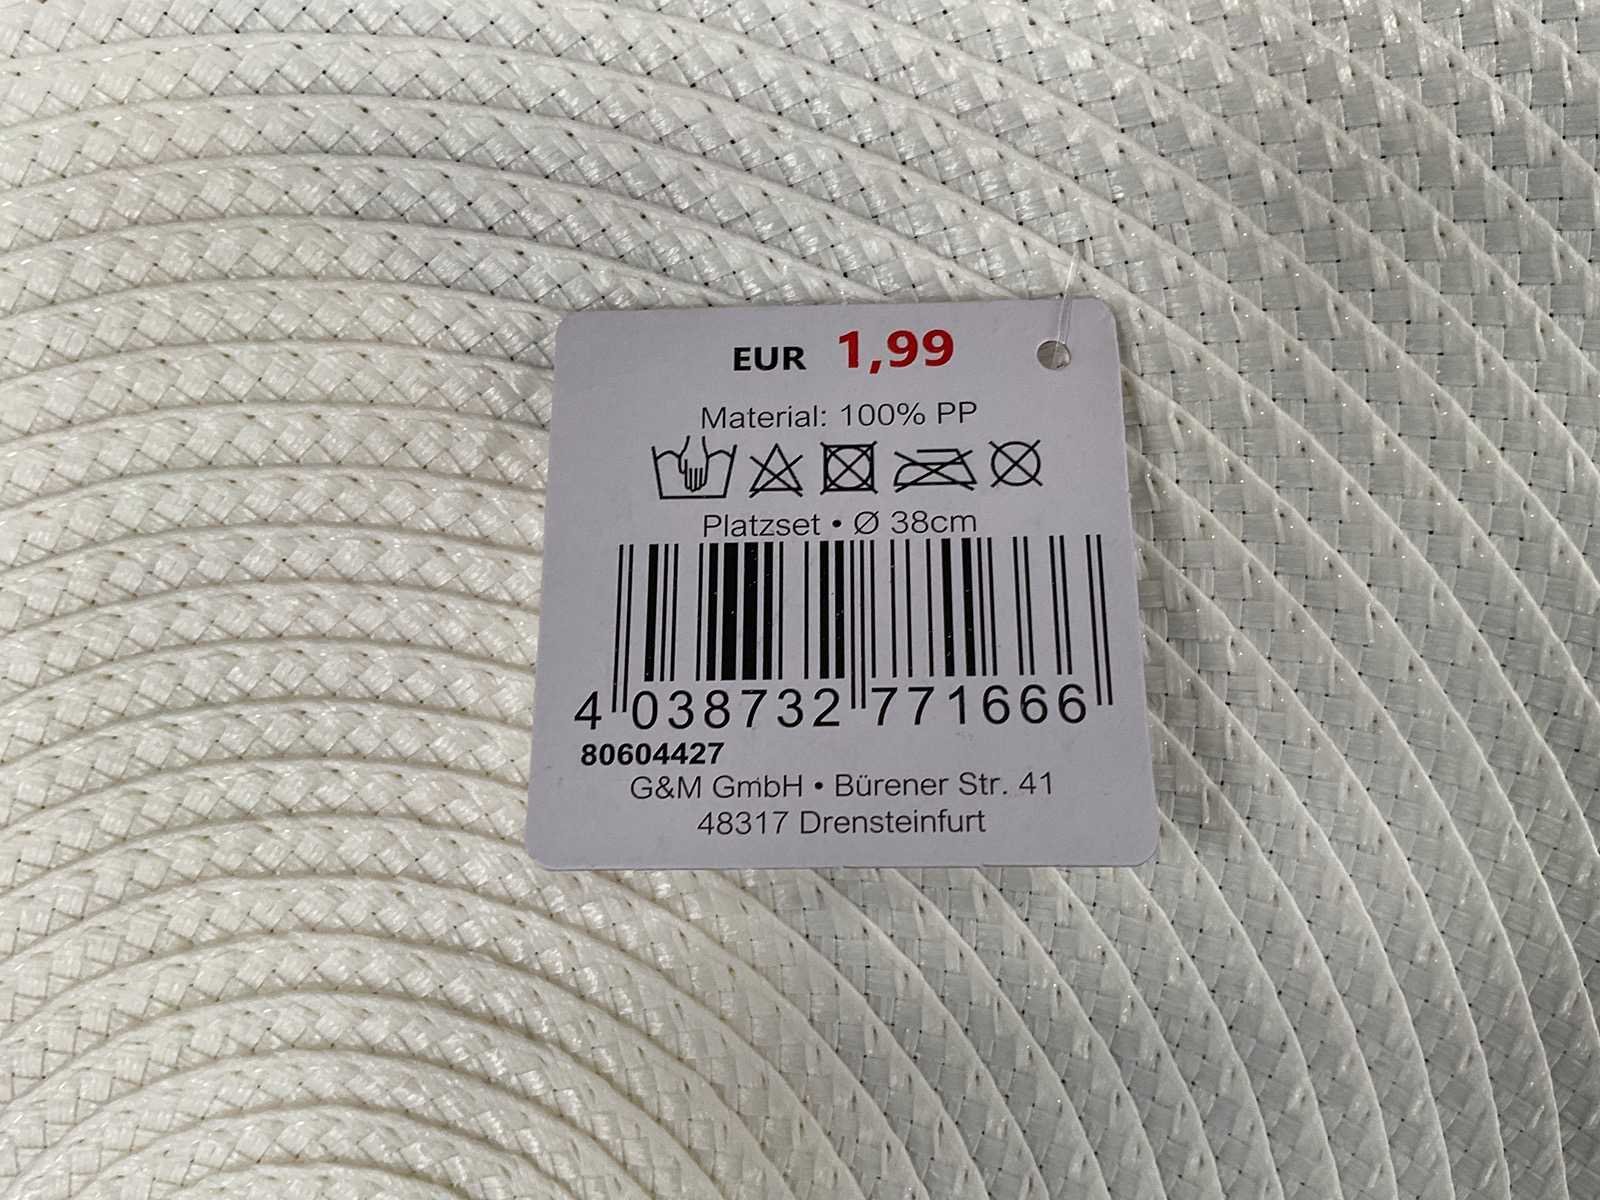 EUR 1,99
Material: 100% PP
Platzset • Ø 38cm
4 038732 771666
80604427
G&M GmbH • Bürener Str. 41
48317 Drensteinfurt